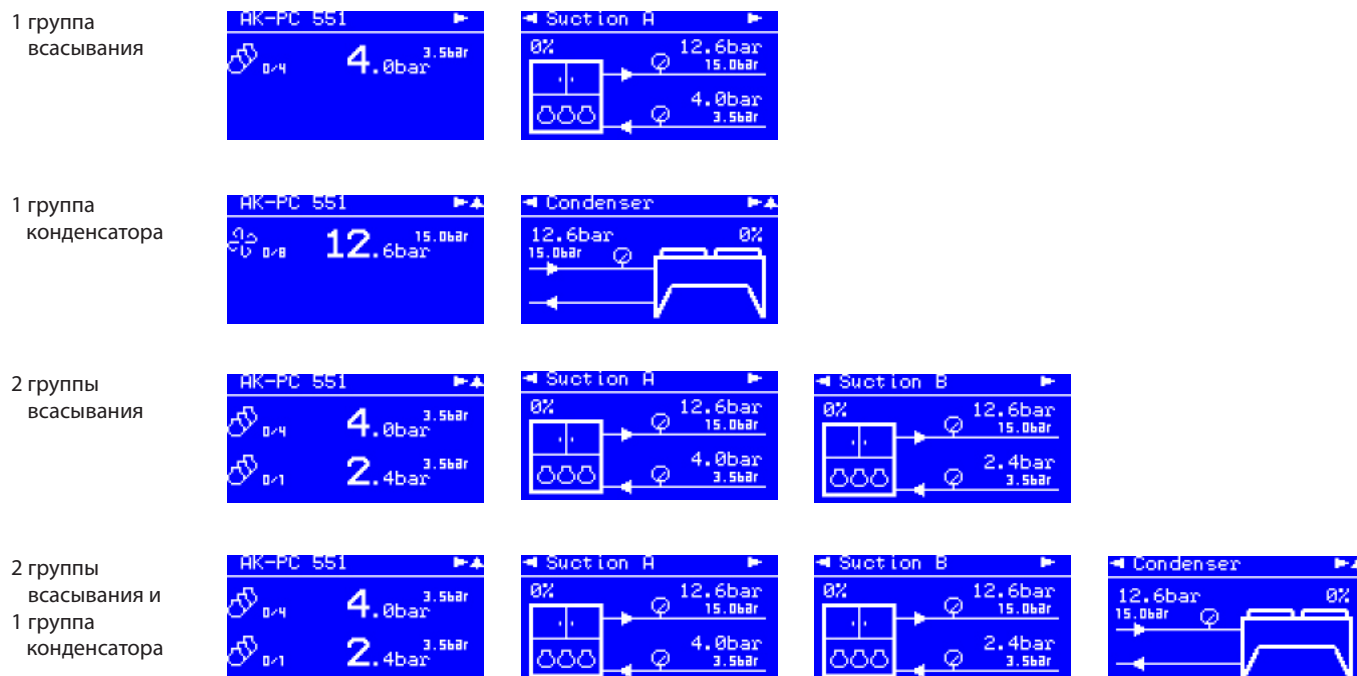 1 группа
всасывания
AK-PC 551
0/4 4.0bar 3.5bar
Suction A
0% 12.6bar
15.0bar
4.0bar
3.5bar
1 группа
конденсатора
AK-PC 551
0/8 12.6bar 15.0bar
Condenser
12.6bar 0%
15.0bar
2 группы
всасывания
AK-PC 551
0/4 4.0bar 3.5bar
0/1 2.4bar 3.5bar
Suction A
0% 12.6bar
15.0bar
4.0bar
3.5bar
Suction B
0% 12.6bar
15.0bar
2.4bar
3.5bar
2 группы
всасывания и
1 группа
конденсатора
AK-PC 551
0/4 4.0bar 3.5bar
0/1 2.4bar 3.5bar
Suction A
0% 12.6bar
15.0bar
4.0bar
3.5bar
Suction B
0% 12.6bar
15.0bar
2.4bar
3.5bar
Condenser
12.6bar 0%
15.0bar